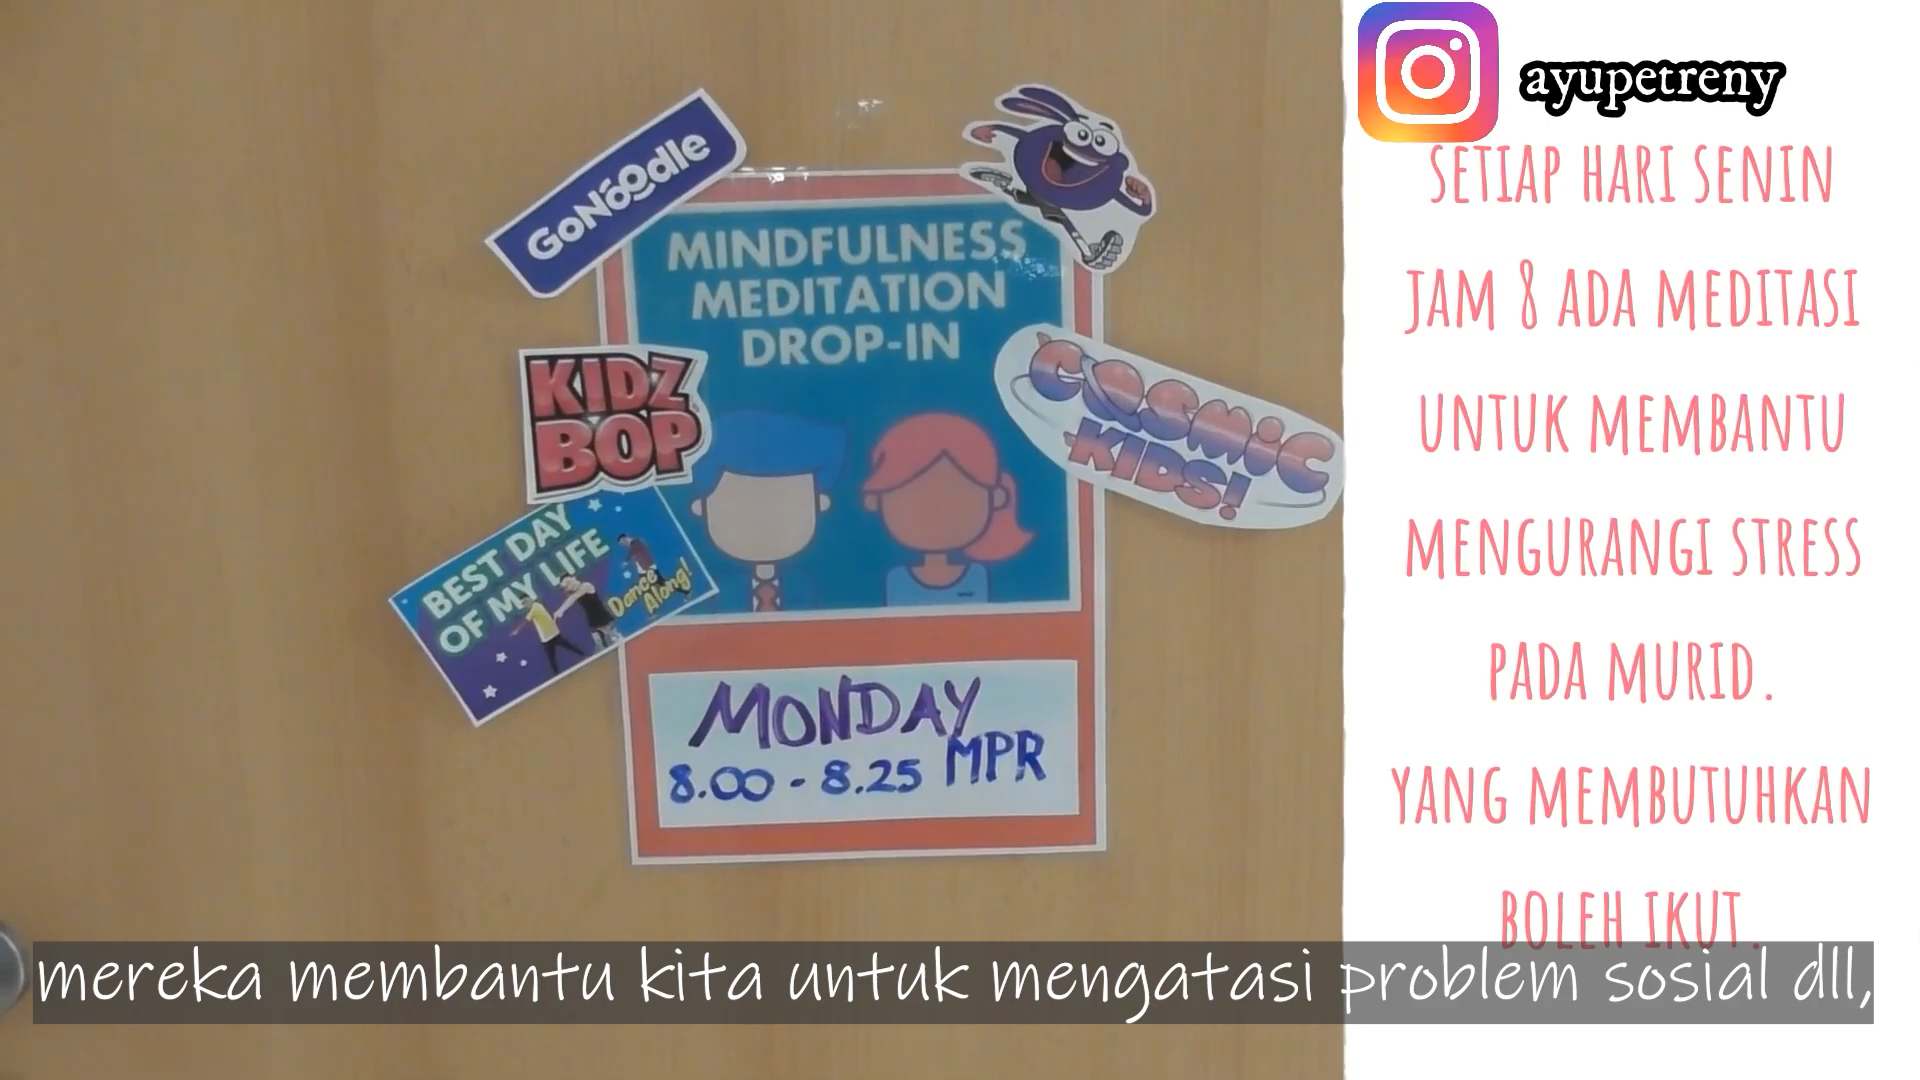 GoNoodle
MINDFULNESS
MEDITATION
DROP-IN
KIDZ
BOP
COSMIC
KIDS!
BEST DAY
OF MY LIFE
Dance
Along!
MONDAY
8.00 - 8.25 MPR
ayupetreny
SETIAP HARI SENIN
JAM 8 ADA MEDITASI
UNTUK MEMBANTU
MENGURANGI STRESS
PADA MURID.
YANG MEMBUTUHKAN
BOLEH IKUT.
mereka membantu kita untuk mengatasi problem sosial dll,